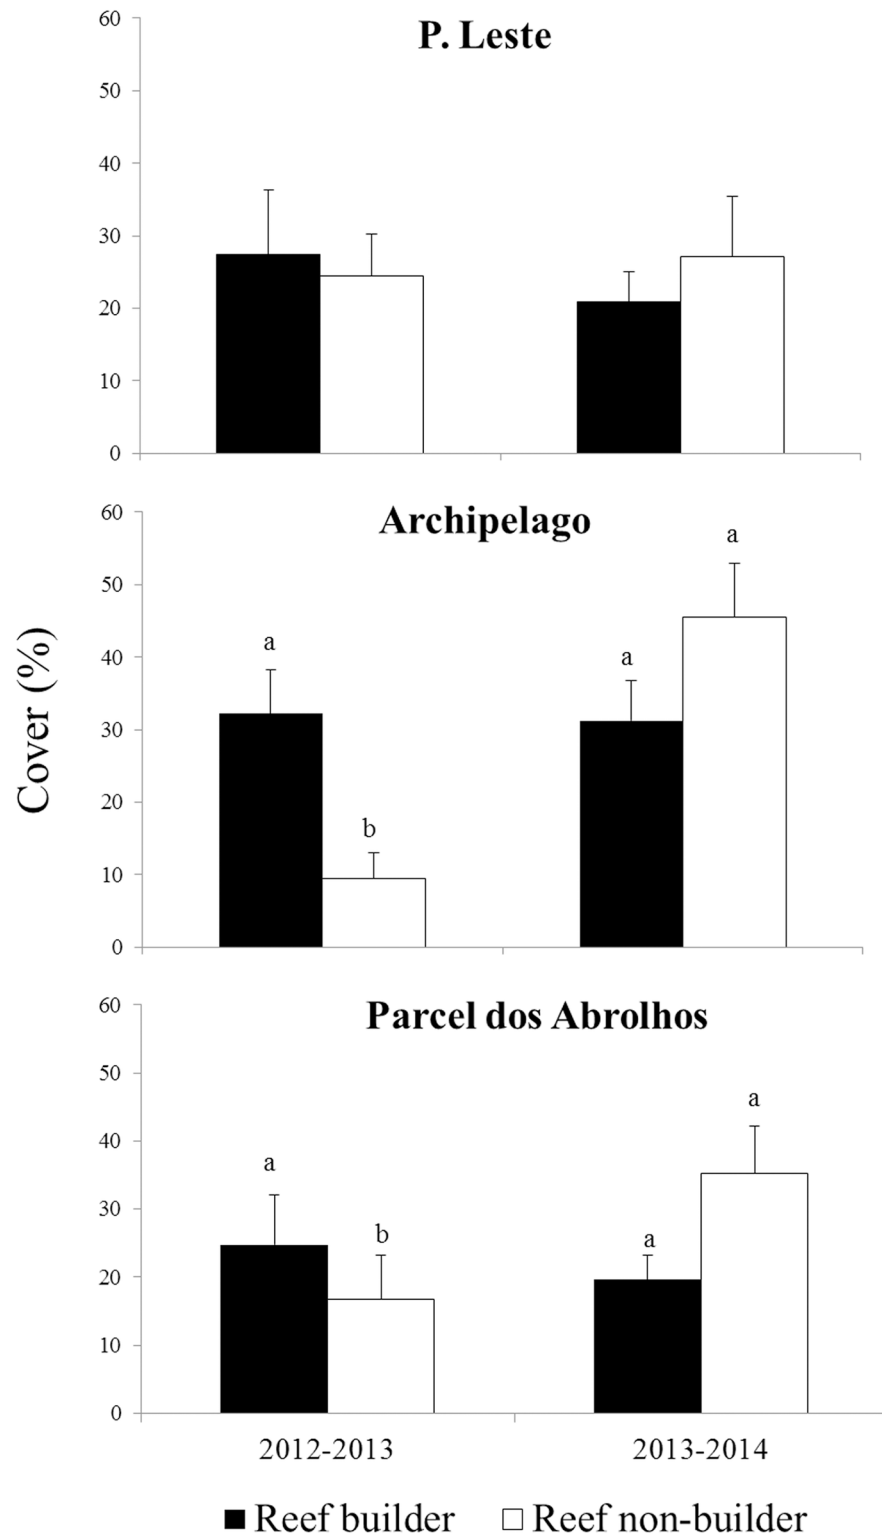 P. Leste
60
50
40
30
20
10
0
Archipelago
60
50
40
30
20
10
0
a
b
a
a
Cover (%)
Parcel dos Abrolhos
60
50
40
30
20
10
0
a
b
a
a
2012-2013 2013-2014
Reef builder Reef non-builder